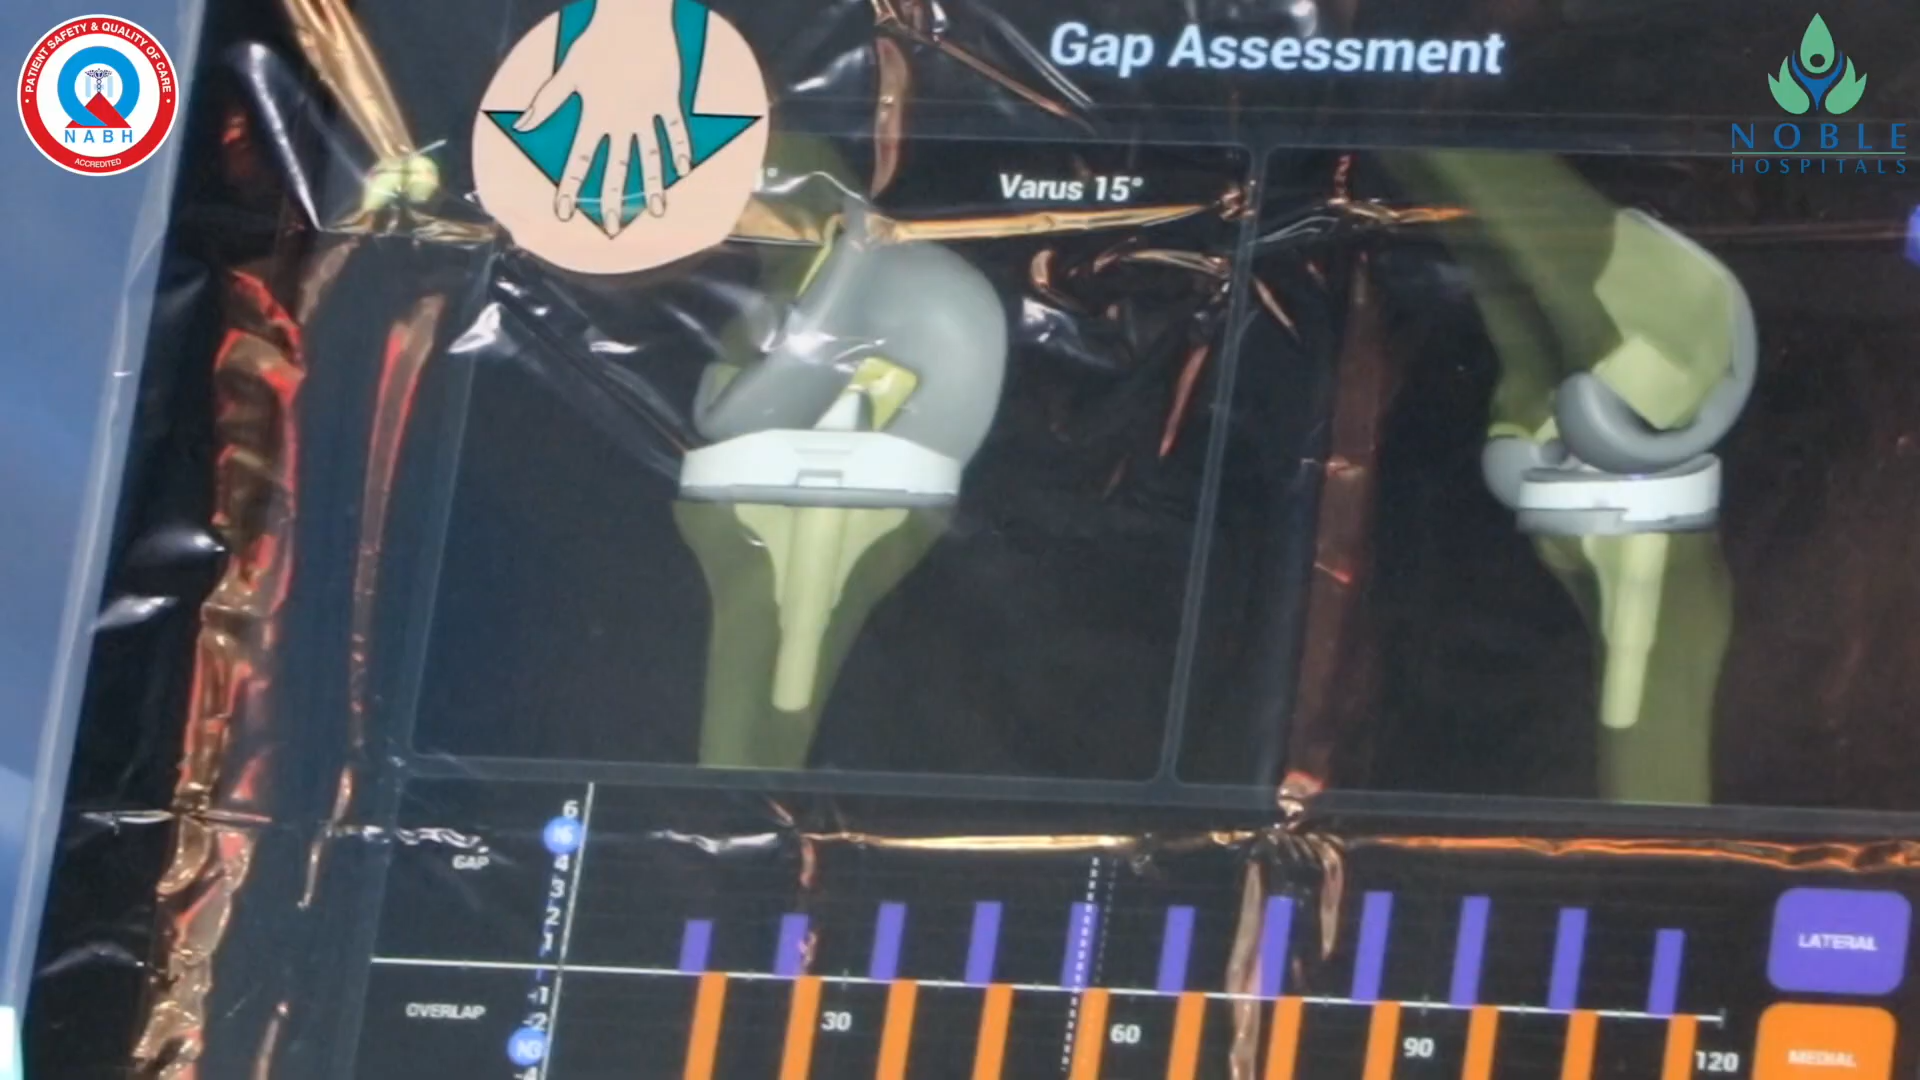 PATIENT SAFETY & QUALITY OF CARE
NABH
ACCREDITED
Gap Assessment
NOBLE
HOSPITALS
Varus 15°
6
GAP
4
3
2
-1
OVERLAP
-2
-4
30
60
90
120
LATERAL
MEDIAL